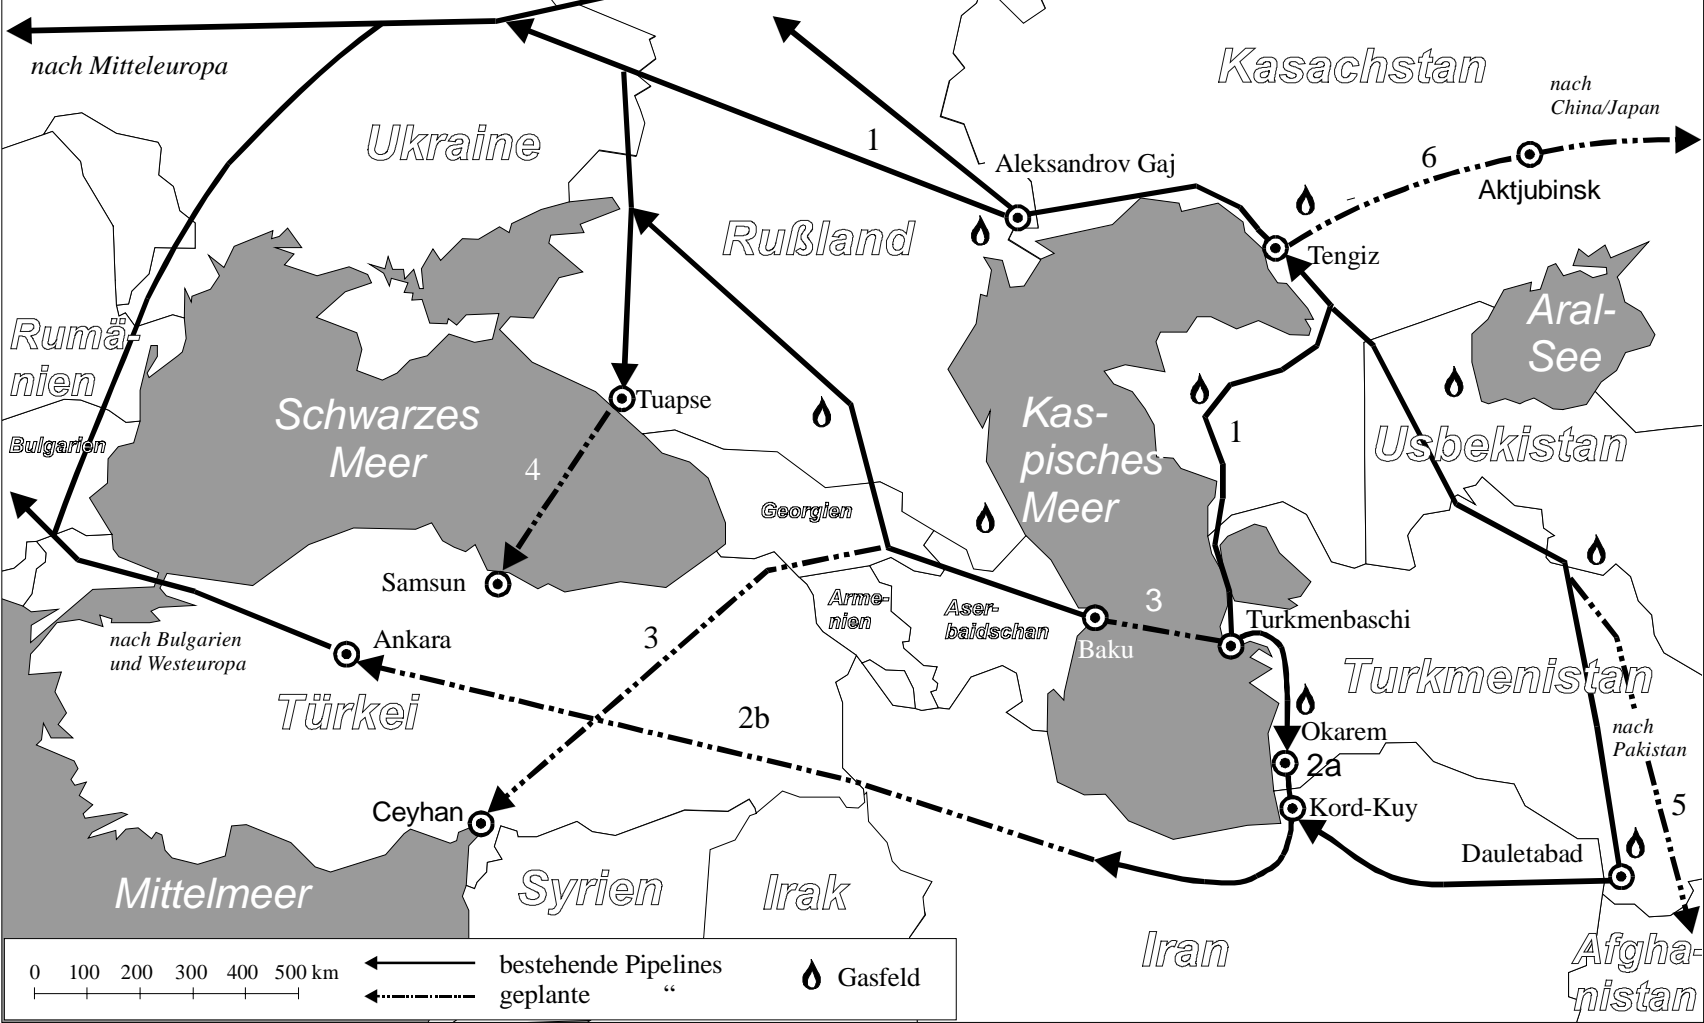 nach Mitteleuropa
Kasachstan
nach
China/Japan
Ukraine
1
Aleksandrov Gaj
6
Aktjubinsk
Rußland
Tengiz
Rumä-
nien
Aral-
See
Schwarzes
Meer
Tuapse
Kas-
pisches
Meer
1
Usbekistan
Bulgarien
4
Georgien
Samsun
Arme-
nien
Aser-
baidschan
3
Turkmenbaschi
nach Bulgarien
und Westeuropa
Ankara
3
Baku
Turkmenistan
Türkei
2b
Okarem
nach
Pakistan
2a
Ceyhan
Kord-Kuy
5
Dauletabad
Mittelmeer
Syrien
Irak
Iran
Afgha-
nistan
0 100 200 300 400 500 km
bestehende Pipelines
geplante “
Gasfeld